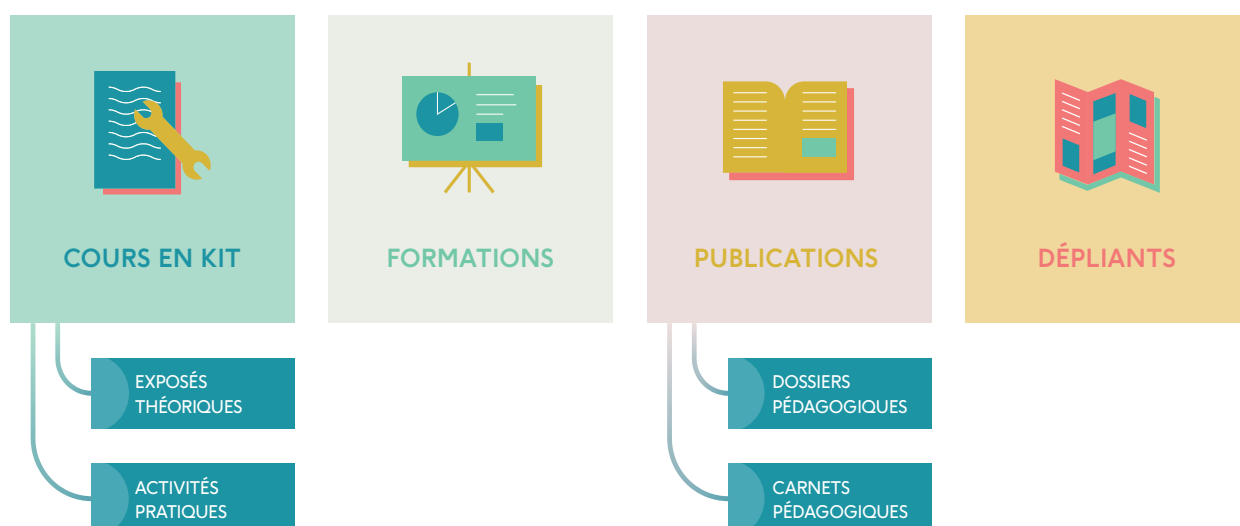 COURS EN KIT
FORMATIONS
PUBLICATIONS
DÉPLIANTS
EXPOSÉS
THÉORIQUES
ACTIVITÉS
PRATIQUES
DOSSIERS
PÉDAGOGIQUES
CARNETS
PÉDAGOGIQUES